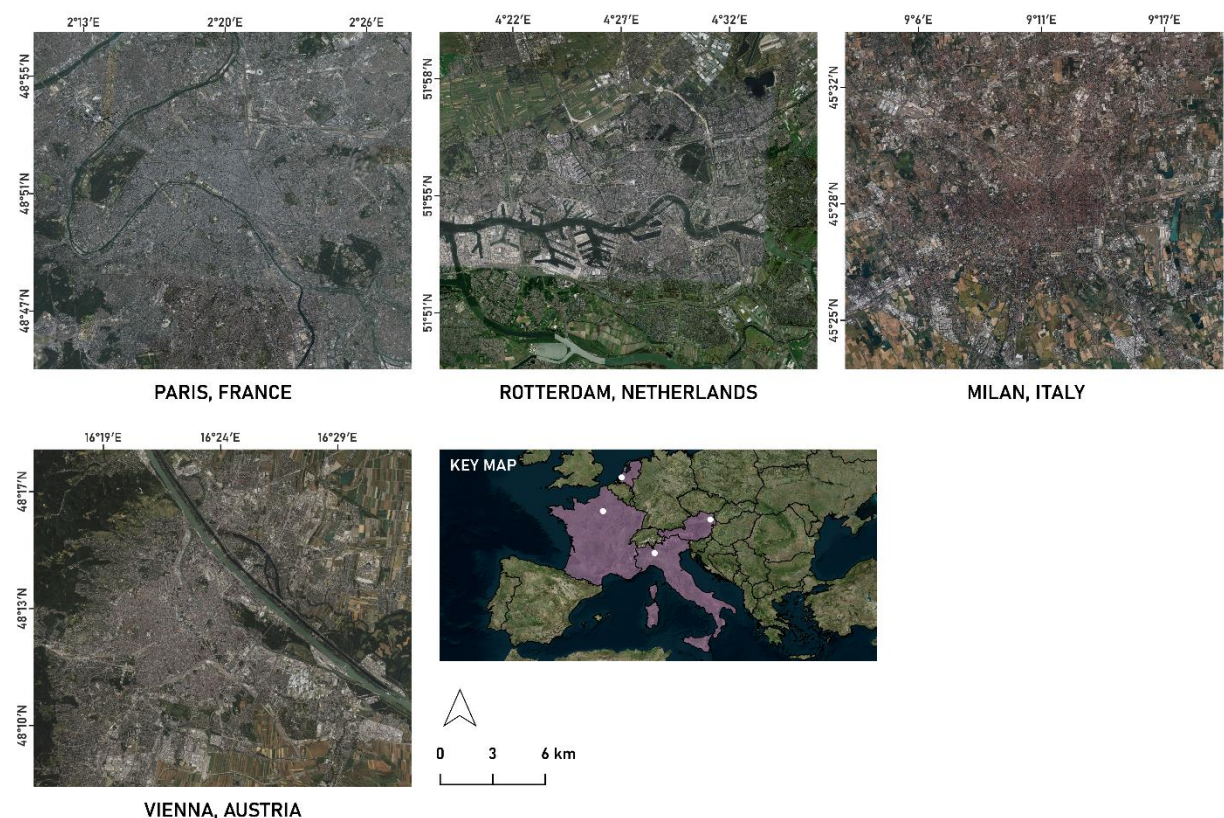 2°13′E 2°20′E 2°26′E
48°55′N
48°51′N
48°47′N
PARIS, FRANCE
4°22′E 4°27′E 4°32′E
51°58′N
51°55′N
51°51′N
ROTTERDAM, NETHERLANDS
9°6′E 9°11′E 9°17′E
45°32′N
45°28′N
45°25′N
MILAN, ITALY
16°19′E 16°24′E 16°29′E
48°17′N
48°13′N
48°10′N
VIENNA, AUSTRIA
KEY MAP
0 3 6 km